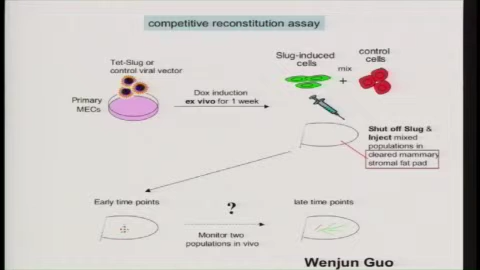 competitive reconstitution assay
Tet-Slug or
control viral vector
Primary
MECs
Dox induction
ex vivo for 1 week
Slug-induced
cells
mix
+
control
cells
Shut off Slug &
Inject mixed
populations in
cleared mammary
stromal fat pad
Early time points
?
Monitor two
populations in vivo
late time points
Wenjun Guo